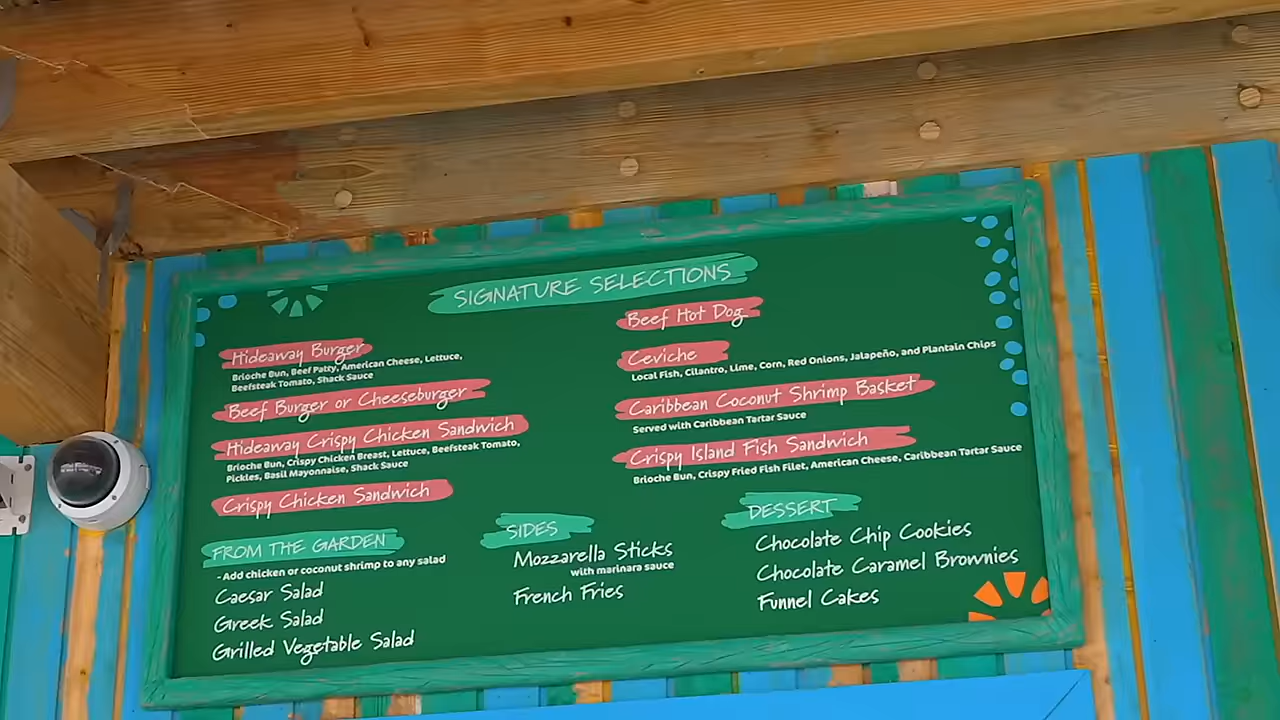 SIGNATURE SELECTIONS
Hideaway Burger
Brioche Bun, Beef Patty, American Cheese, Lettuce,
Beefsteak Tomato, Shack Sauce
Beef Burger or Cheeseburger
Hideaway Crispy Chicken Sandwich
Brioche Bun, Crispy Chicken Breast, Lettuce, Beefsteak Tomato,
Pickles, Basil Mayonnaise, Shack Sauce
Crispy Chicken Sandwich
Beef Hot Dog
Ceviche
Local Fish, Cilantro, Lime, Corn, Red Onions, Jalapeño, and Plantain Chips
Caribbean Coconut Shrimp Basket
Served with Caribbean Tartar Sauce
Crispy Island Fish Sandwich
Brioche Bun, Crispy Fried Fish Filet, American Cheese, Caribbean Tartar Sauce
FROM THE GARDEN
- Add chicken or coconut shrimp to any salad
Caesar Salad
Greek Salad
Grilled Vegetable Salad
SIDES
Mozzarella Sticks
with marinara sauce
French Fries
DESSERT
Chocolate Chip Cookies
Chocolate Caramel Brownies
Funnel Cakes